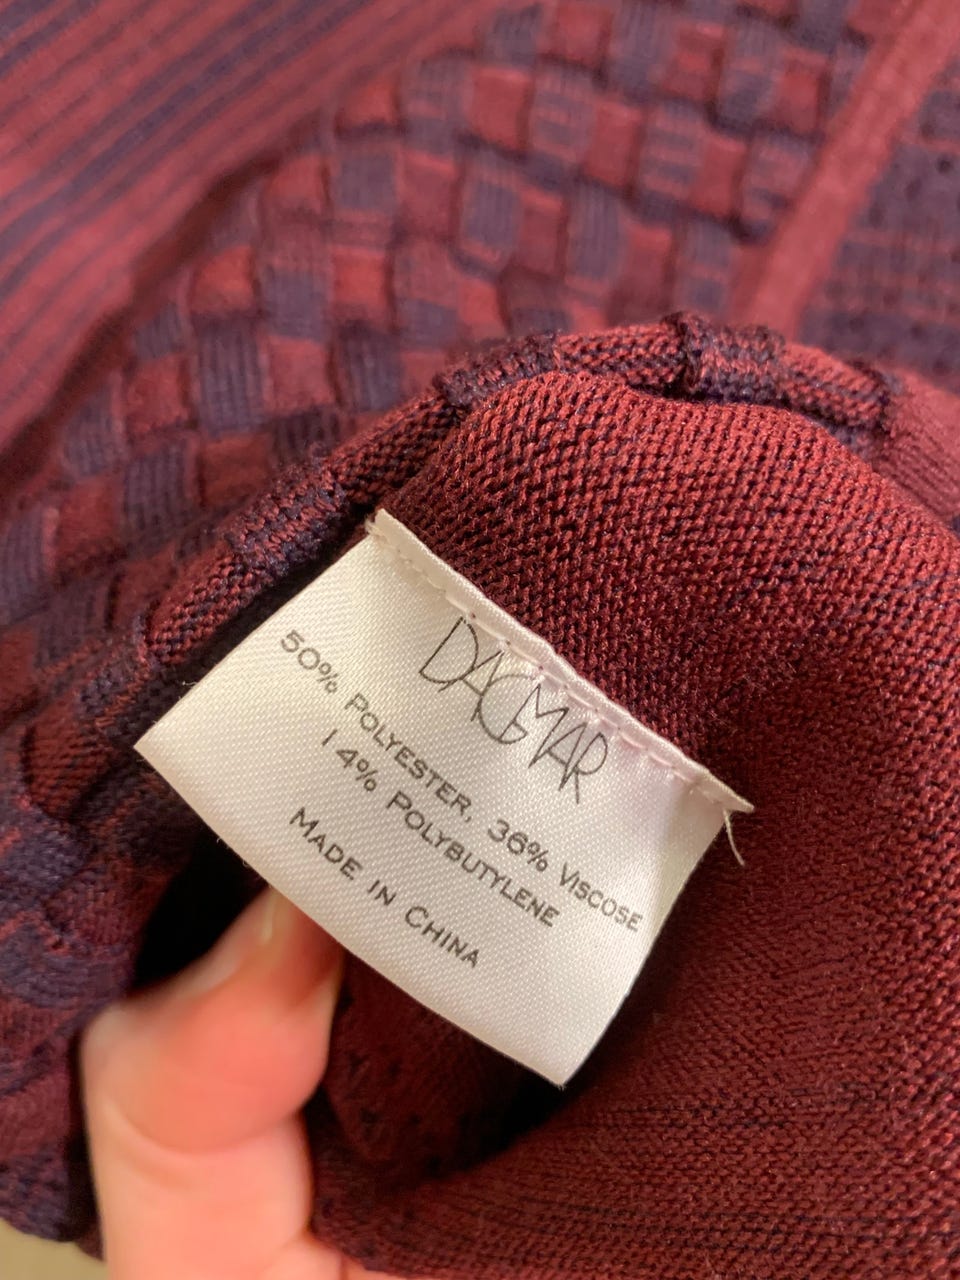 DAGMAR
50% POLYESTER, 36% VISCOSE
14% POLYBUTYLENE
MADE IN CHINA